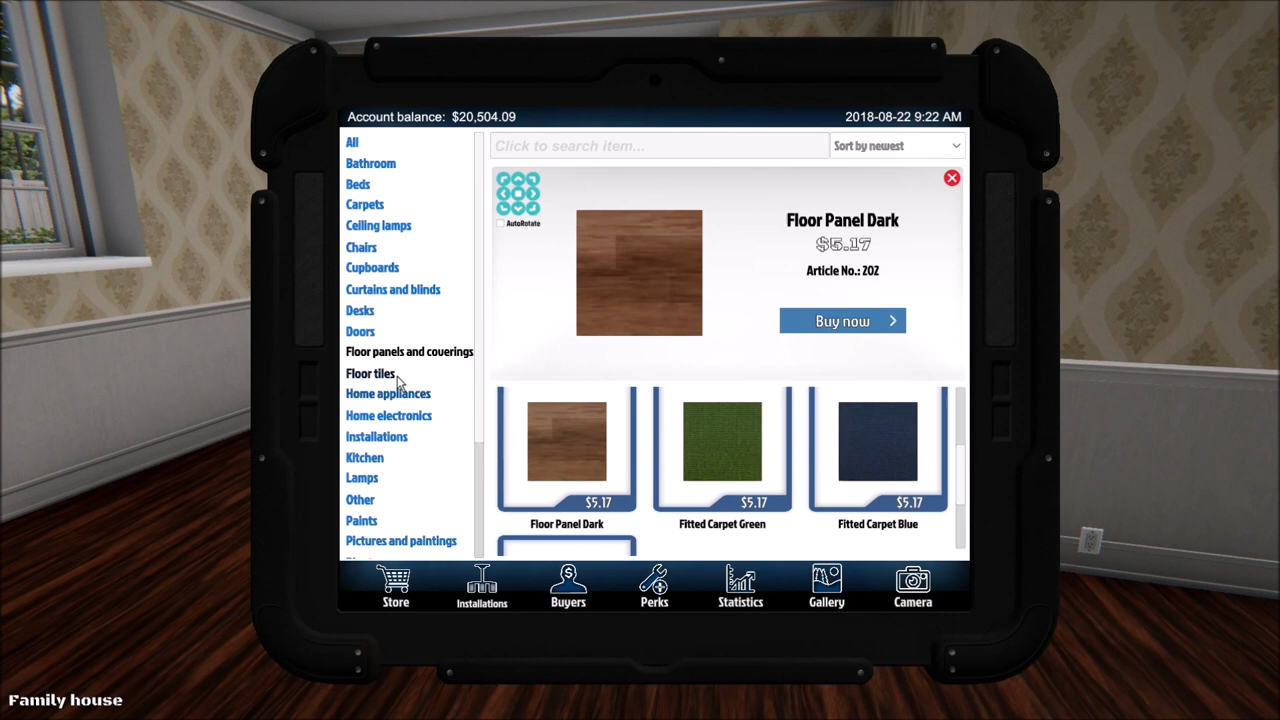 Account balance: $20,504.09
2018-08-22 9:22 AM
All
Bathroom
Beds
Carpets
Ceiling lamps
Chairs
Cupboards
Curtains and blinds
Desks
Doors
Floor panels and coverings
Floor tiles
Home appliances
Home electronics
Installations
Kitchen
Lamps
Other
Paints
Pictures and paintings
Click to search item...
Sort by newest
AutoRotate
Floor Panel Dark
$5.17
Article No.: 202
Buy now
$5.17
$5.17
$5.17
Floor Panel Dark
Fitted Carpet Green
Fitted Carpet Blue
Store
Installations
Buyers
Perks
Statistics
Gallery
Camera
Family house